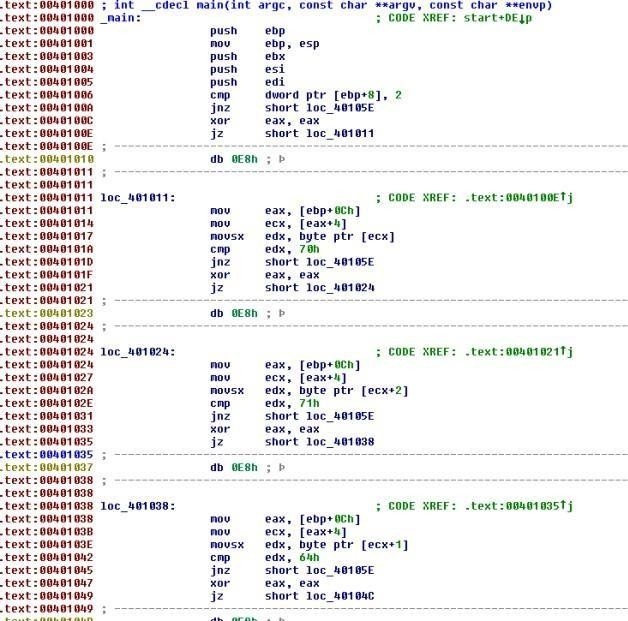 .text:00401000 ; int __cdecl main(int argc, const char **argv, const char **envp)
.text:00401000 _main: ; CODE XREF: start+DE↓p
.text:00401000 push ebp
.text:00401001 mov ebp, esp
.text:00401003 push ebx
.text:00401004 push esi
.text:00401005 push edi
.text:00401006 cmp dword ptr [ebp+8], 2
.text:0040100A jnz short loc_40105E
.text:0040100C xor eax, eax
.text:0040100E jz short loc_401011
.text:0040100E ; ---------------------------------------------------------------------------
.text:00401010 db 0E8h ; Þ
.text:00401011 ; ---------------------------------------------------------------------------
.text:00401011
.text:00401011 loc_401011: ; CODE XREF: .text:0040100E↑j
.text:00401011 mov eax, [ebp+0Ch]
.text:00401014 mov ecx, [eax+4]
.text:00401017 movsx edx, byte ptr [ecx]
.text:0040101A cmp edx, 70h
.text:0040101D jnz short loc_40105E
.text:0040101F xor eax, eax
.text:00401021 jz short loc_401024
.text:00401021 ; ---------------------------------------------------------------------------
.text:00401023 db 0E8h ; Þ
.text:00401024 ; ---------------------------------------------------------------------------
.text:00401024
.text:00401024 loc_401024: ; CODE XREF: .text:00401021↑j
.text:00401024 mov eax, [ebp+0Ch]
.text:00401027 mov ecx, [eax+4]
.text:0040102A movsx edx, byte ptr [ecx+2]
.text:0040102E cmp edx, 71h
.text:00401031 jnz short loc_40105E
.text:00401033 xor eax, eax
.text:00401035 jz short loc_401038
.text:00401035 ; ---------------------------------------------------------------------------
.text:00401037 db 0E8h ; Þ
.text:00401038 ; ---------------------------------------------------------------------------
.text:00401038
.text:00401038 loc_401038: ; CODE XREF: .text:00401035↑j
.text:00401038 mov eax, [ebp+0Ch]
.text:0040103B mov ecx, [eax+4]
.text:0040103E movsx edx, byte ptr [ecx+1]
.text:00401042 cmp edx, 64h
.text:00401045 jnz short loc_40105E
.text:00401047 xor eax, eax
.text:00401049 jz short loc_40104C
.text:00401049 ; ---------------------------------------------------------------------------